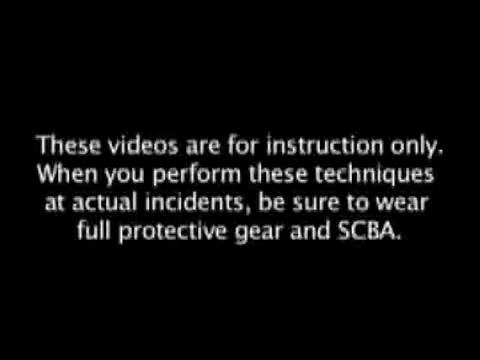 These videos are for instruction only.
When you perform these techniques
at actual incidents, be sure to wear
full protective gear and SCBA.